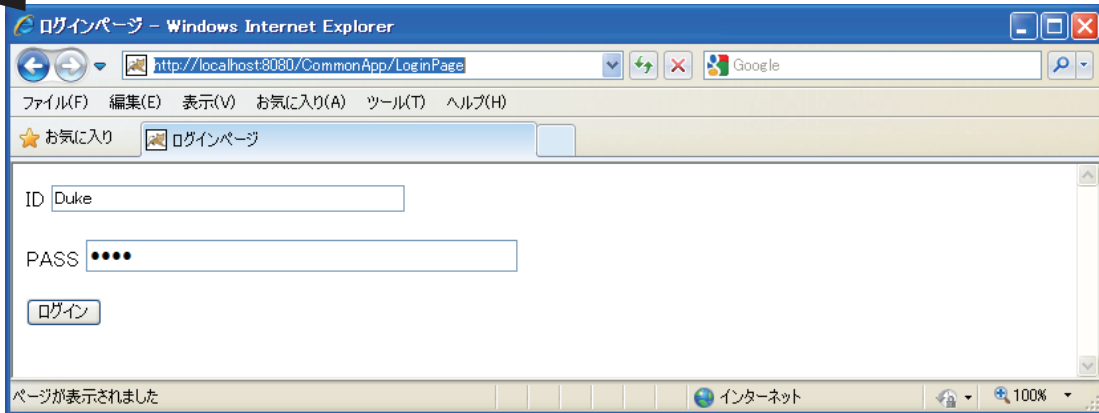 ログインページ - Windows Internet Explorer
http://localhost:8080/CommonApp/LoginPage
Google
ファイル(F) 編集(E) 表示(V) お気に入り(A) ツール(T) ヘルプ(H)
お気に入り ログインページ
ID Duke
PASS ••••
ログイン
ページが表示されました インターネット 100%